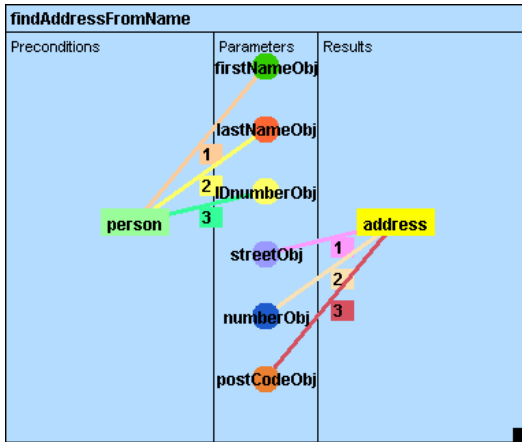 findAddressFromName
Preconditions
Parameters
Results
firstNameObj
lastNameObj
1
2
IDnumberObj
3
person
address
streetObj
1
2
numberObj
3
postCodeObj